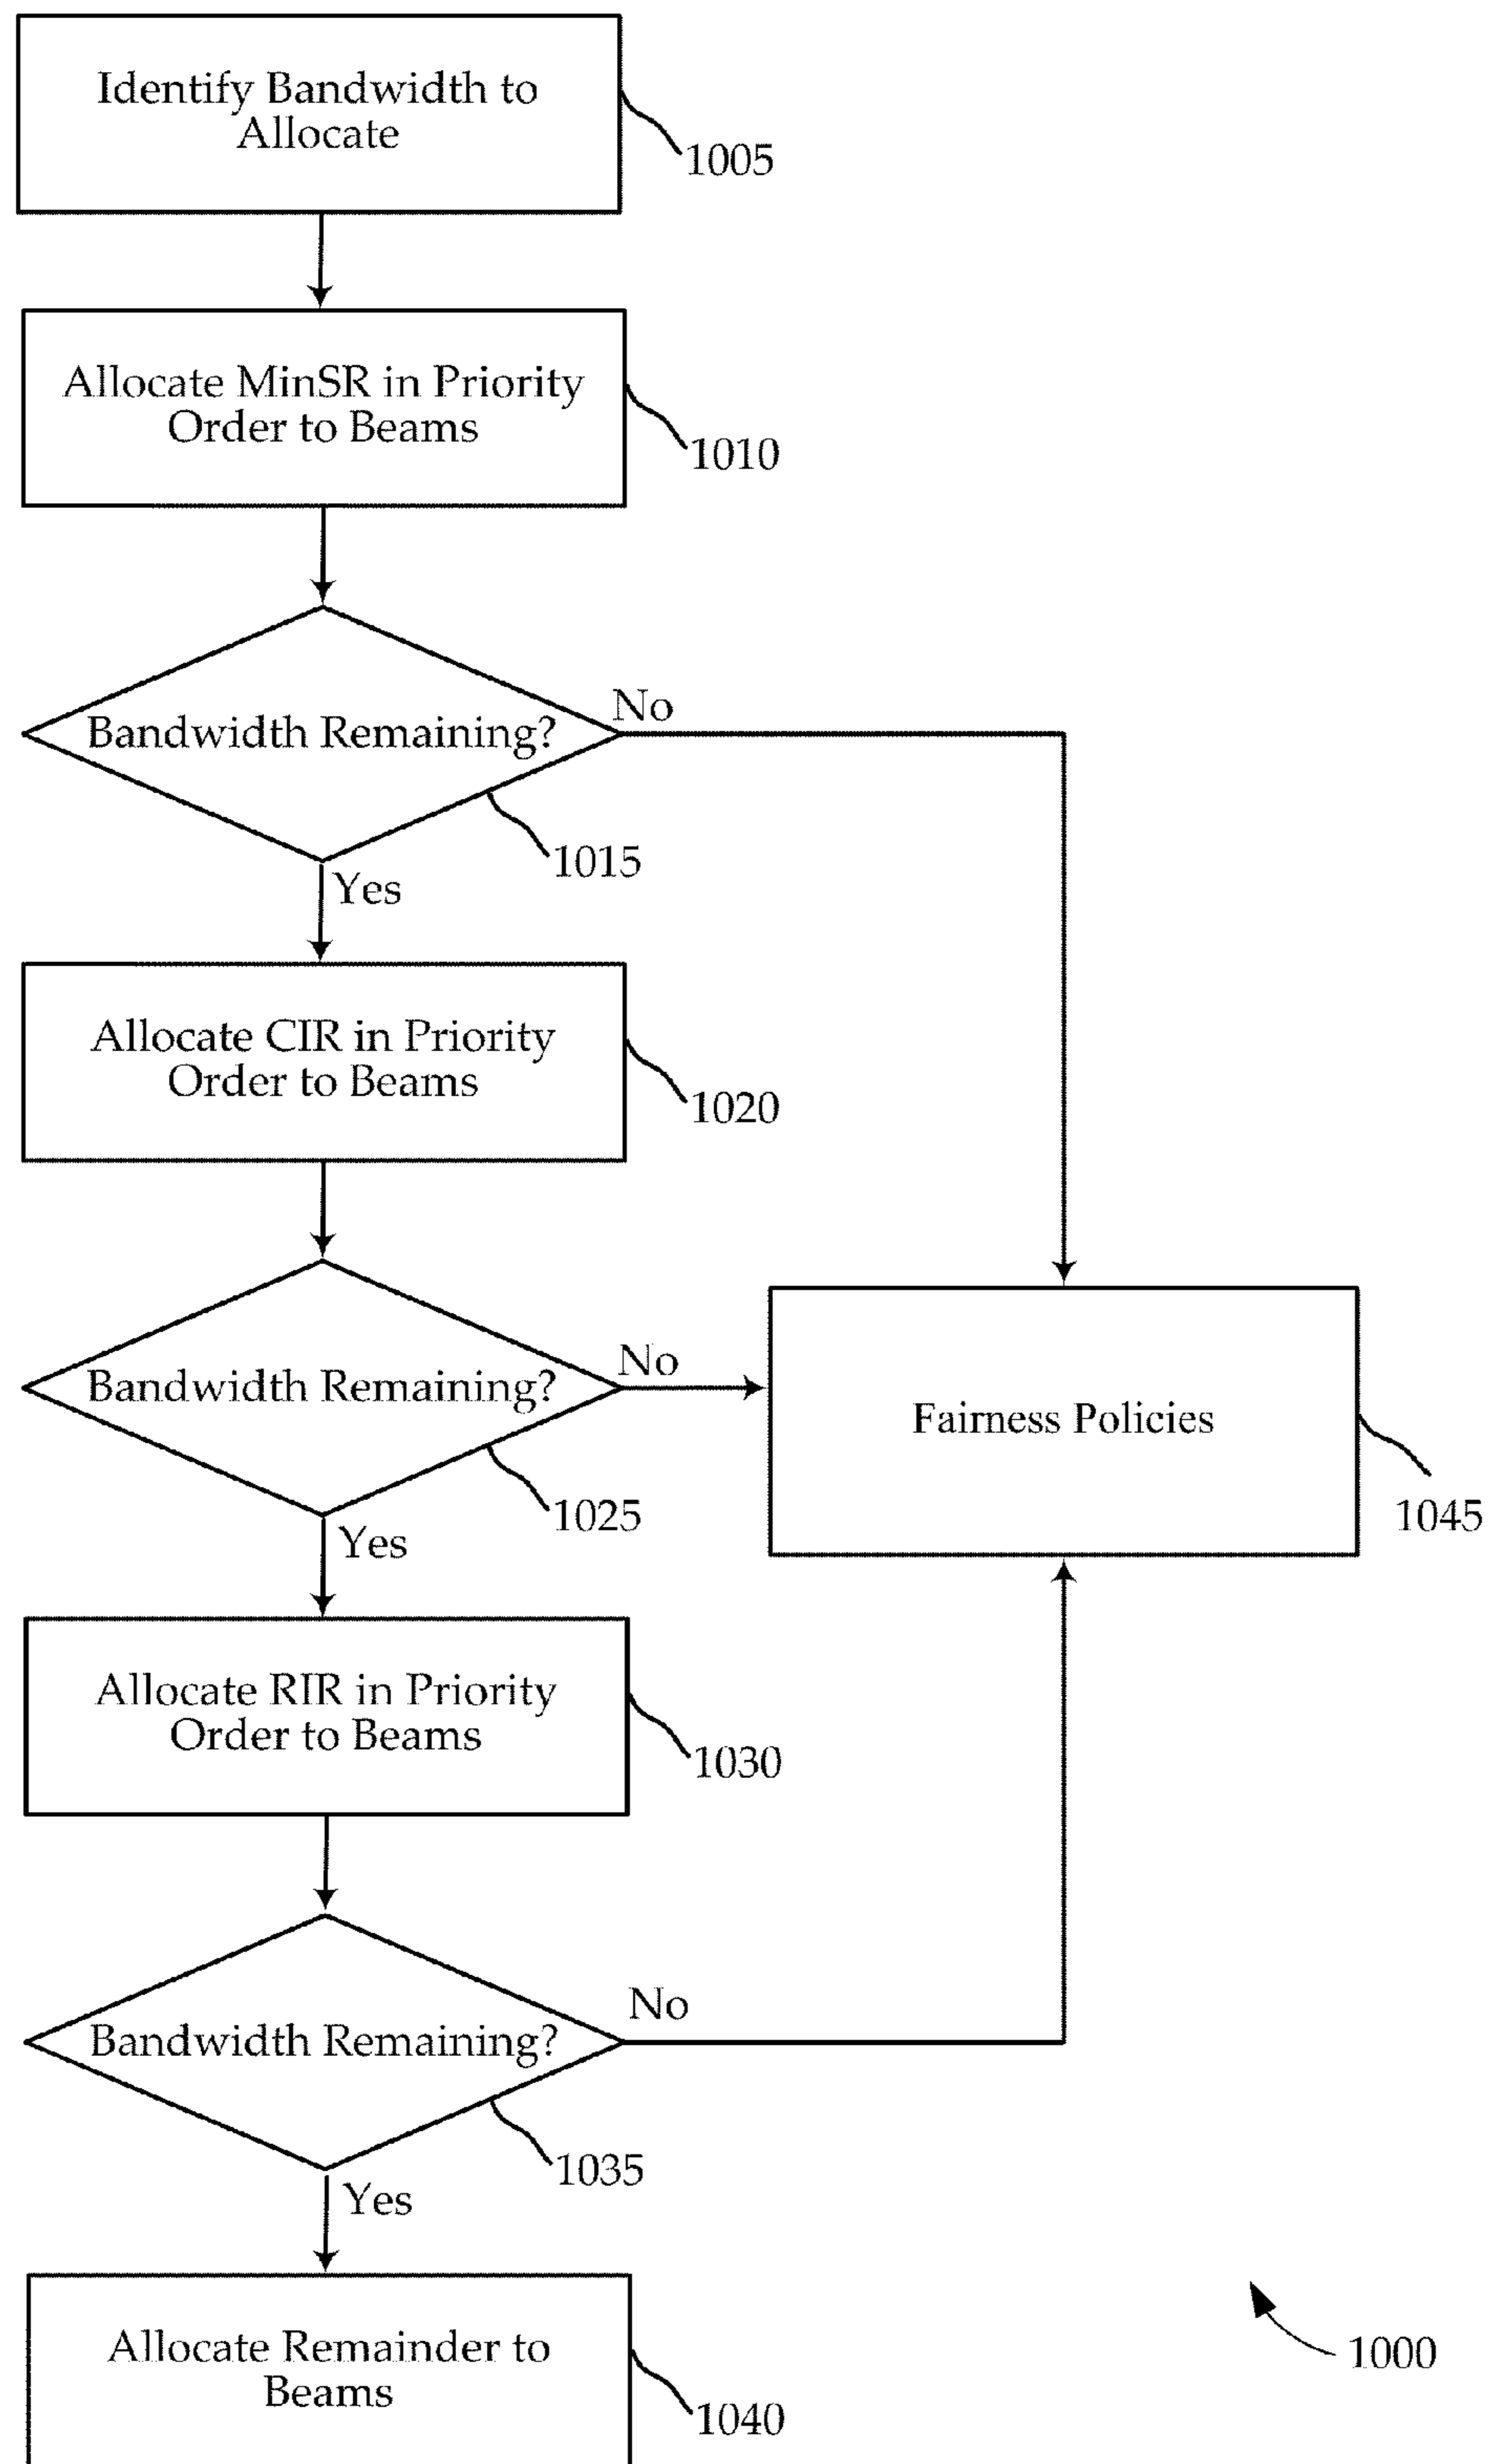 Identify Bandwidth to
Allocate
1005
Allocate MinSR in Priority
Order to Beams
1010
Bandwidth Remaining?
No
1015
Yes
Allocate CIR in Priority
Order to Beams
1020
Bandwidth Remaining?
No
1025
Yes
Fairness Policies
1045
Allocate RIR in Priority
Order to Beams
1030
Bandwidth Remaining?
No
1035
Yes
Allocate Remainder to
Beams
1040
1000